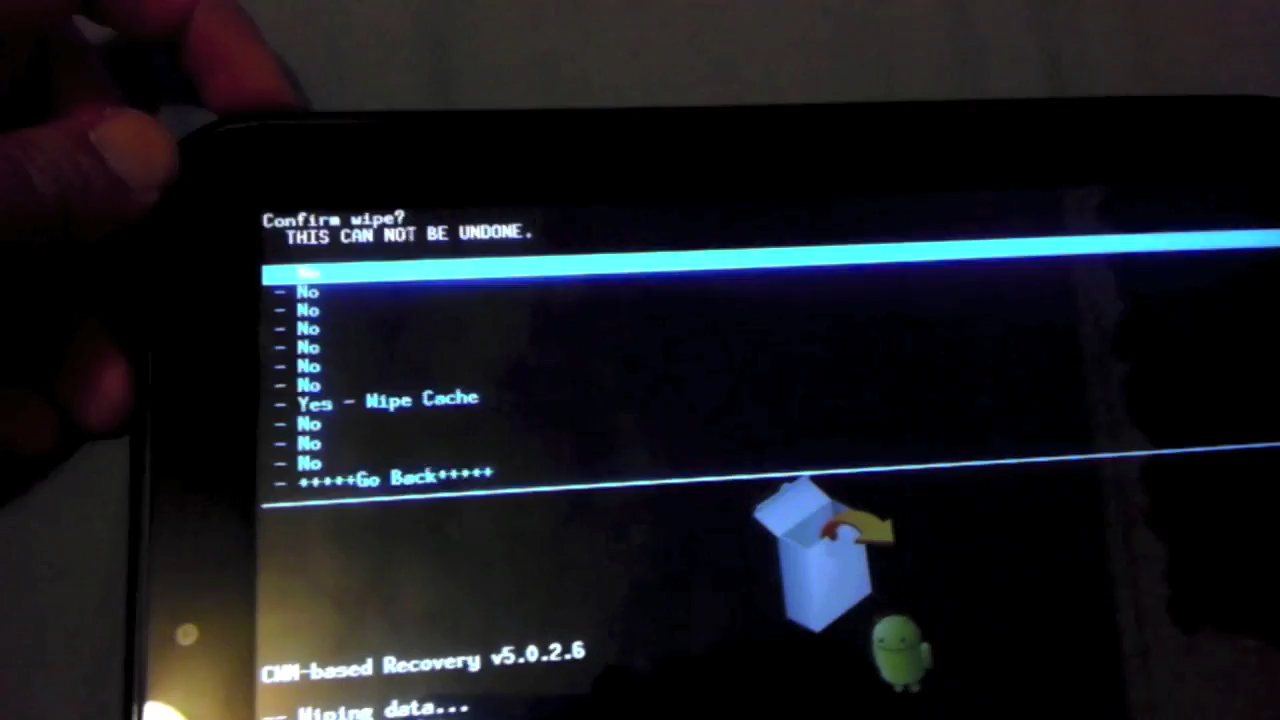 Confirm wipe?
THIS CAN NOT BE UNDONE.
No
- No
- No
- No
- No
- No
- No
- Yes - Wipe Cache
- No
- No
- No
- +++++Go Back+++++
CWM-based Recovery v5.0.2.6
-- Wiping data...